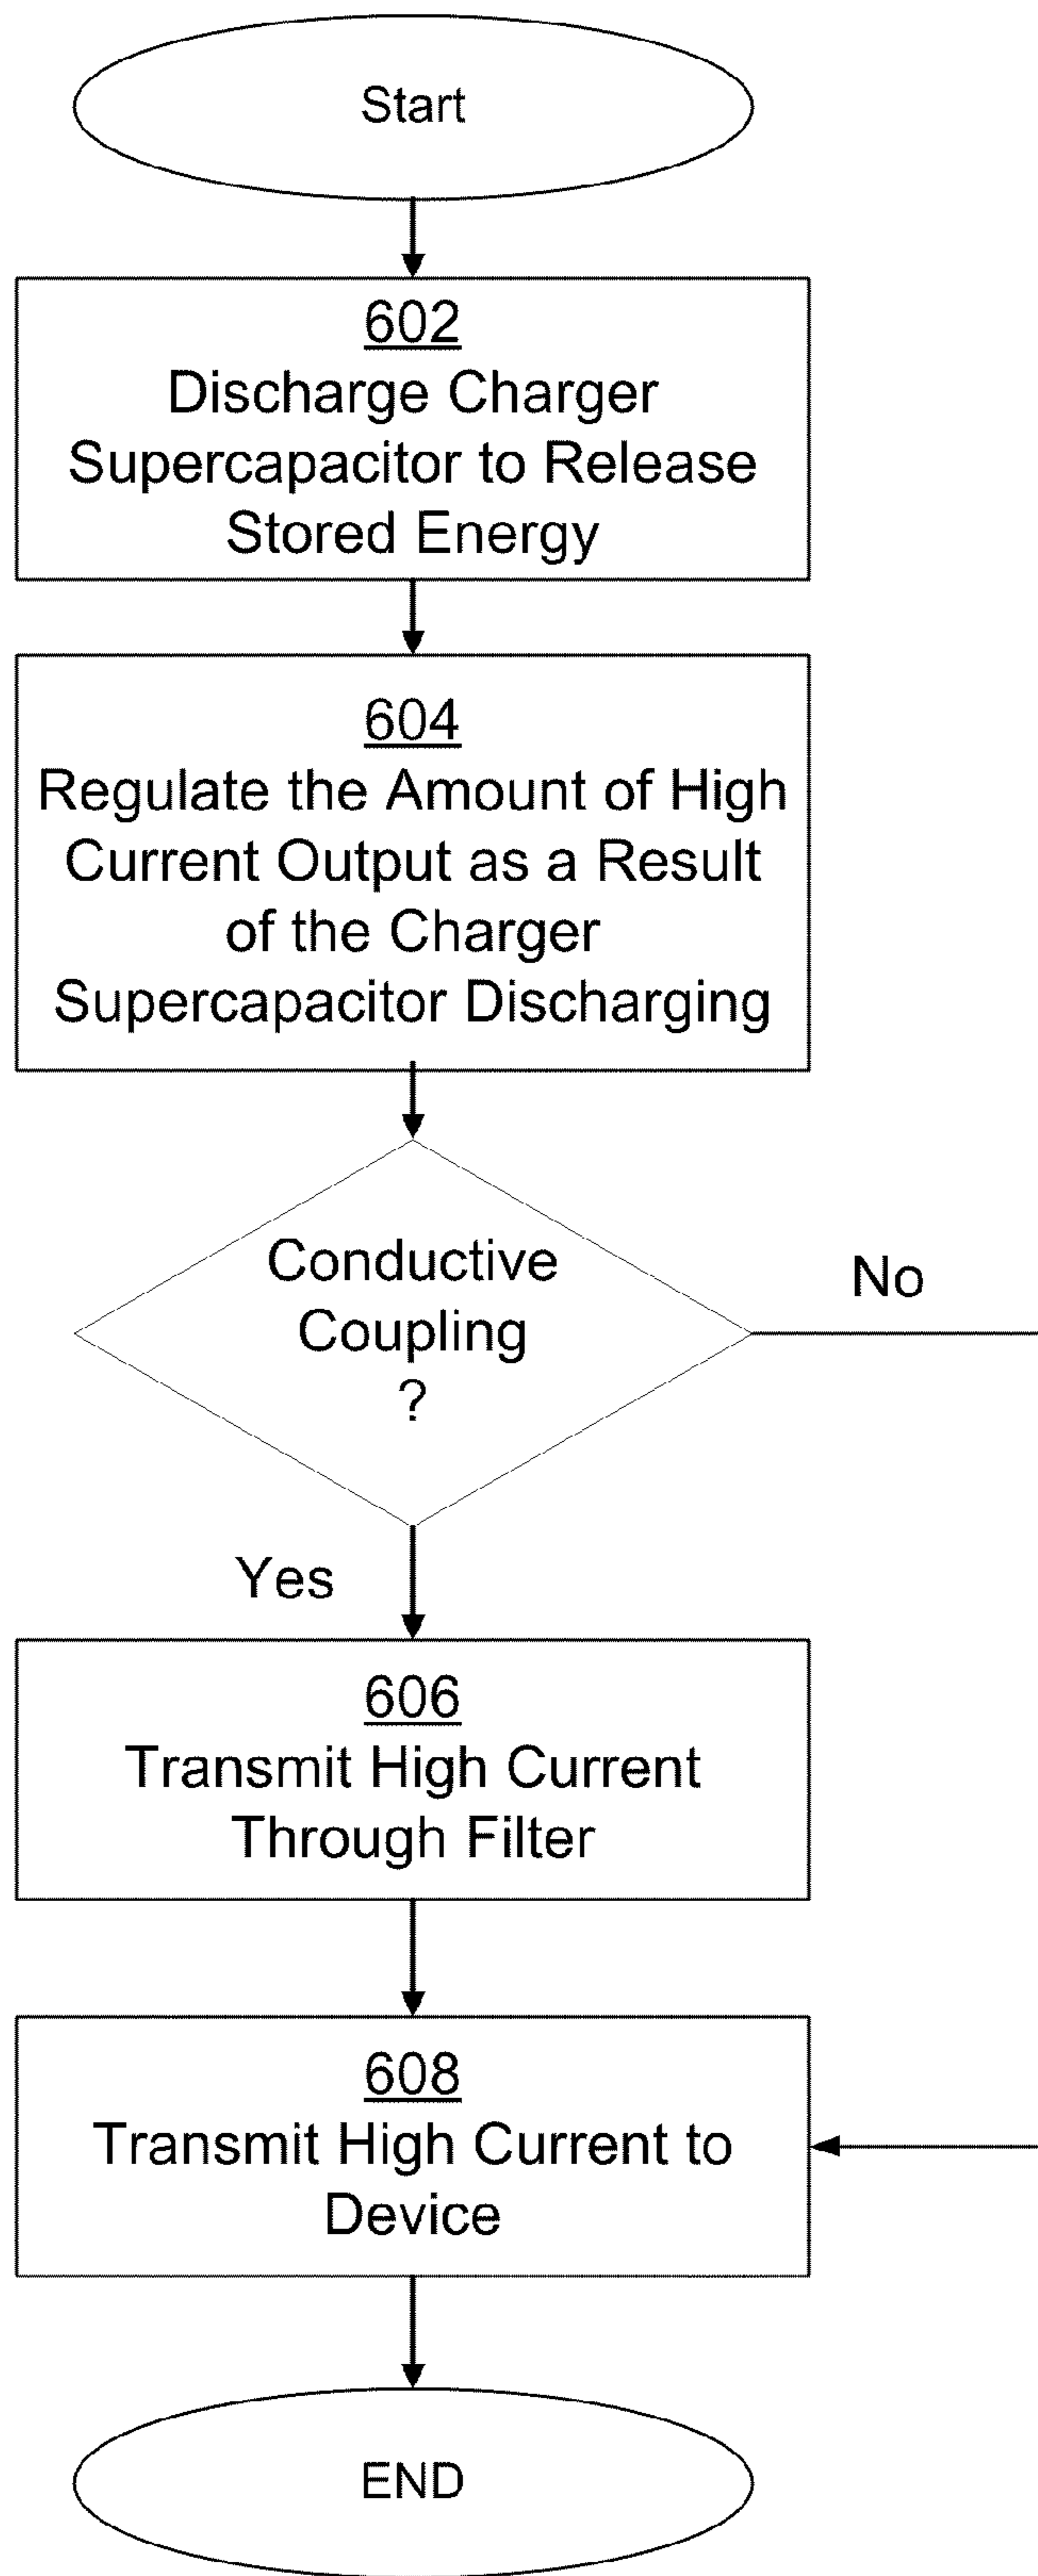 Start
602
Discharge Charger
Supercapacitor to Release
Stored Energy
604
Regulate the Amount of High
Current Output as a Result
of the Charger
Supercapacitor Discharging
Conductive
Coupling
?
No
Yes
606
Transmit High Current
Through Filter
608
Transmit High Current to
Device
END